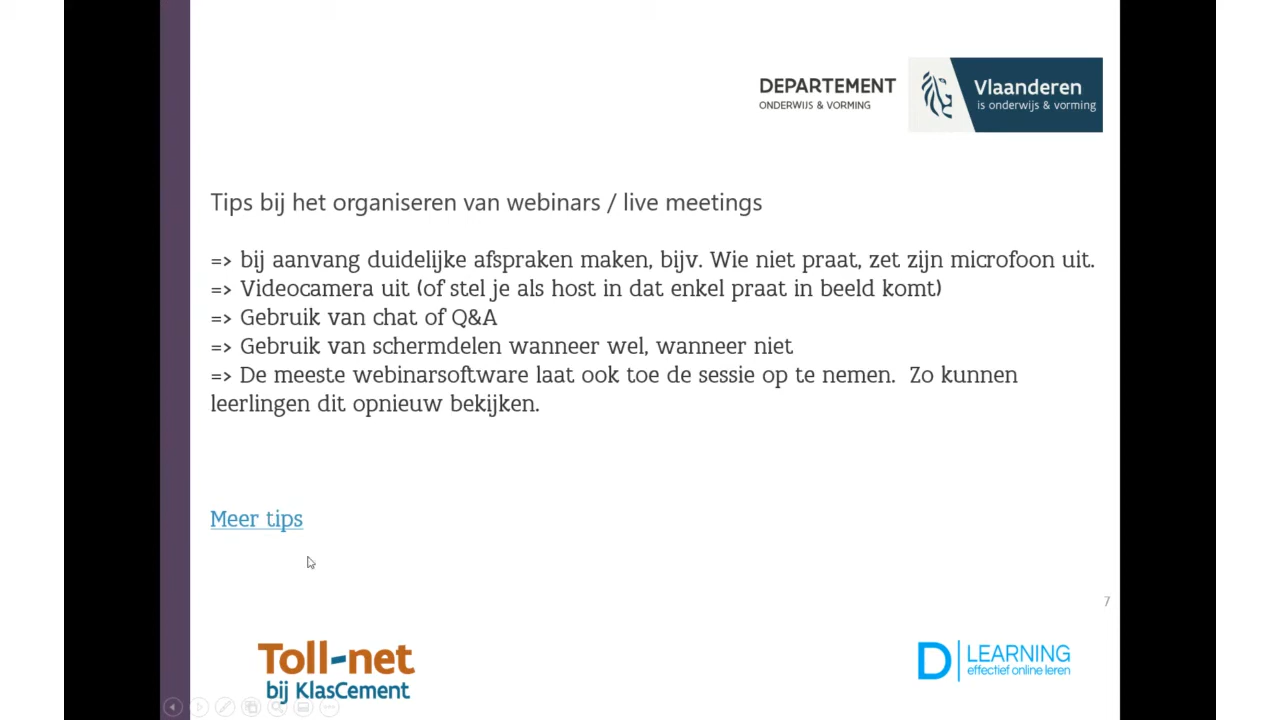 DEPARTEMENT
ONDERWIJS & VORMING
Vlaanderen
is onderwijs & vorming
Tips bij het organiseren van webinars / live meetings
=> bij aanvang duidelijke afspraken maken, bijv. Wie niet praat, zet zijn microfoon uit.
=> Videocamera uit (of stel je als host in dat enkel praat in beeld komt)
=> Gebruik van chat of Q&A
=> Gebruik van schermdelen wanneer wel, wanneer niet
=> De meeste webinarsoftware laat ook toe de sessie op te nemen.  Zo kunnen
leerlingen dit opnieuw bekijken.
Meer tips
7
Toll-net
bij KlasCement
D LEARNING
effectief online leren